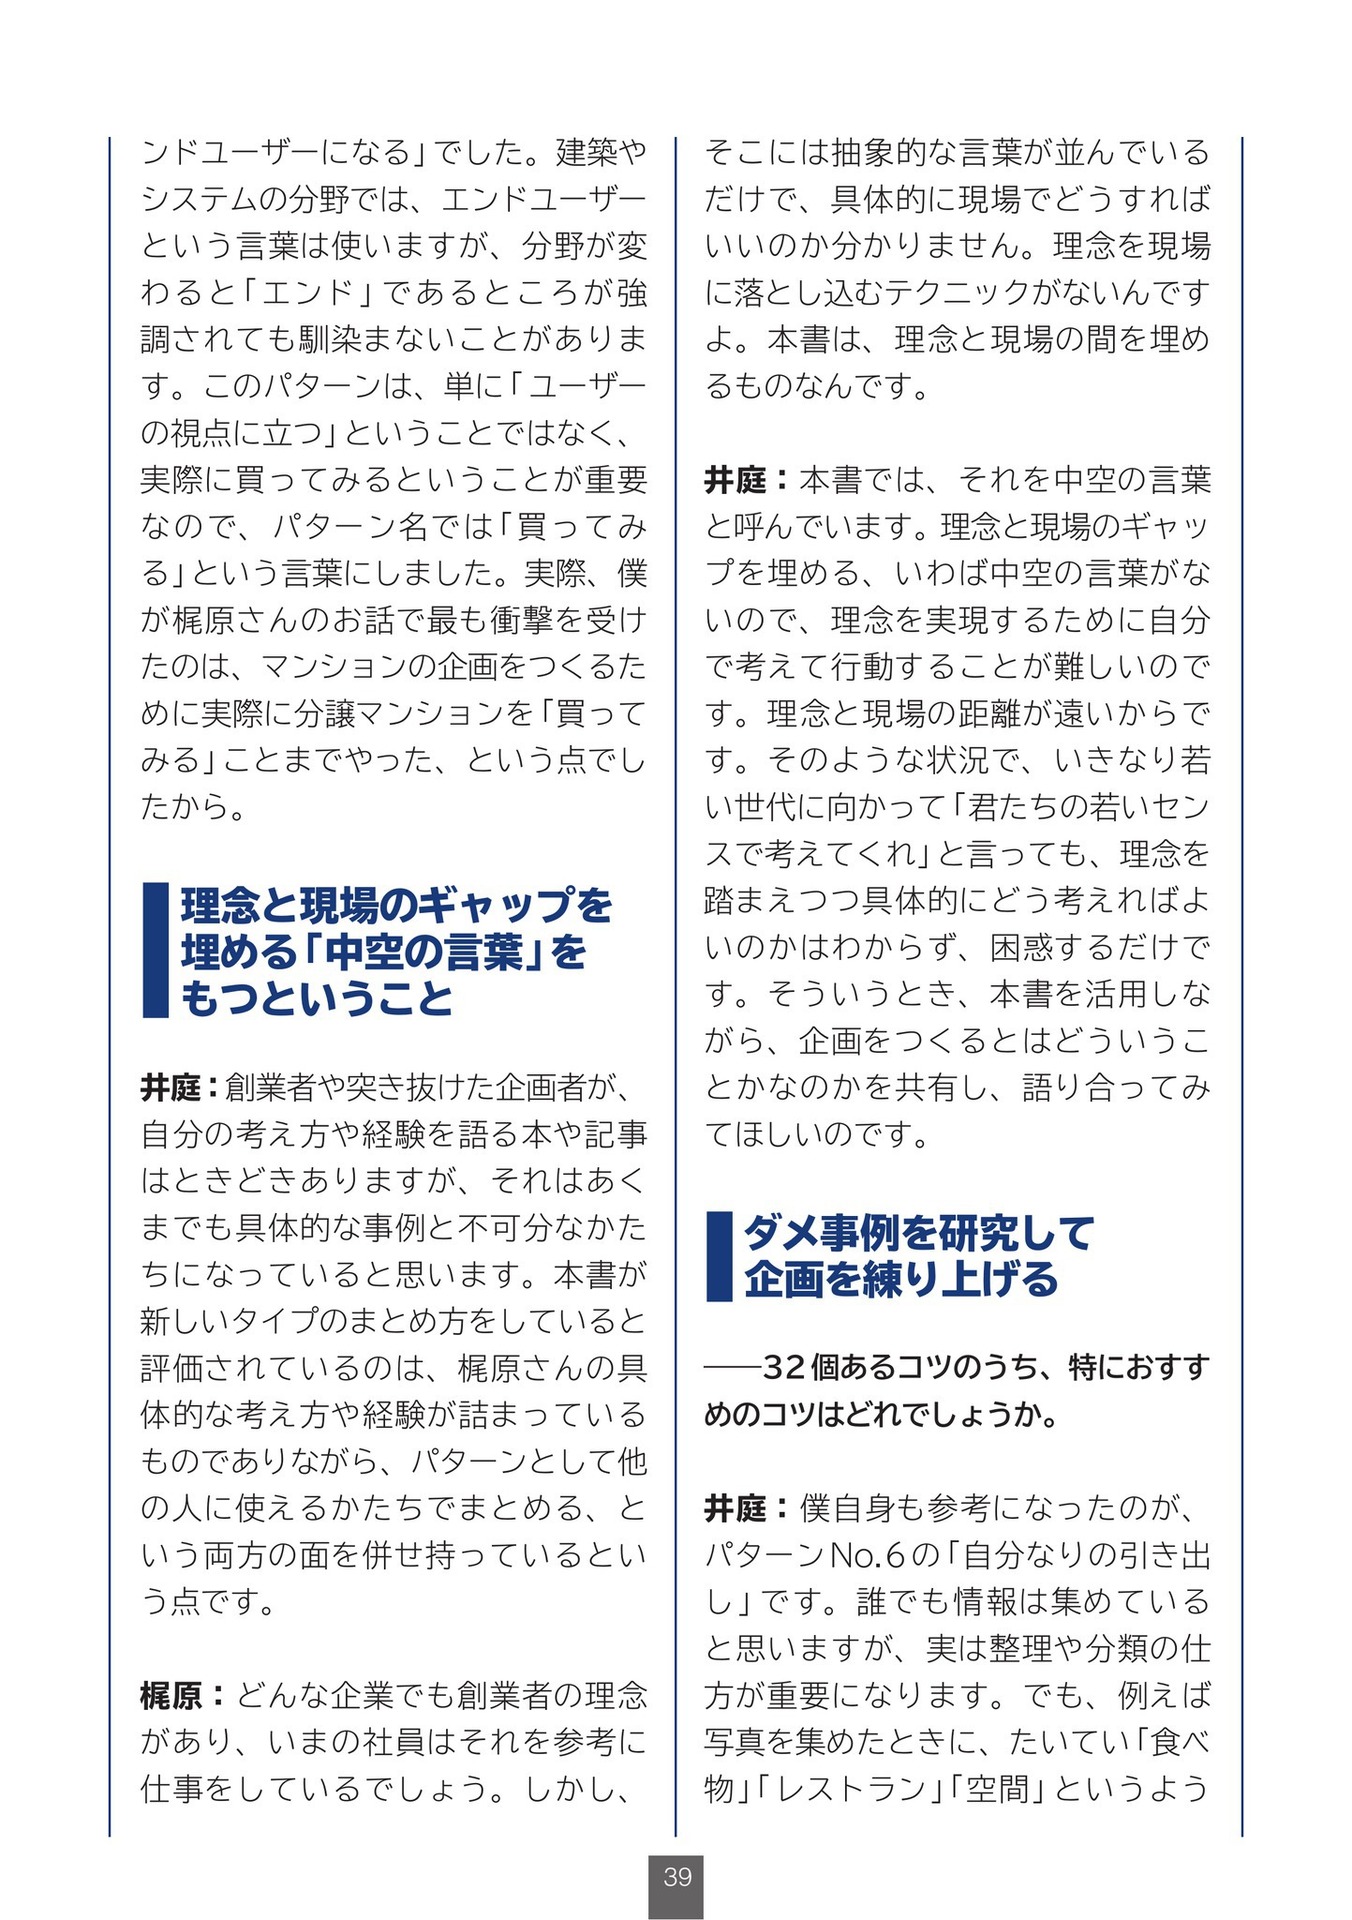 ンドユーザーになる」でした。建築や
システムの分野では、エンドユーザー
という言葉は使いますが、分野が変
わると「エンド」であるところが強
調されても馴染まないことがありま
す。このパターンは、単に「ユーザー
の視点に立つ」ということではなく、
実際に買ってみるということが重要
なので、パターン名では「買ってみ
る」という言葉にしました。実際、僕
が梶原さんのお話で最も衝撃を受け
たのは、マンションの企画をつくるた
めに実際に分譲マンションを「買って
みる」ことまでやった、という点でし
たから。
理念と現場のギャップを
埋める「中空の言葉」を
もつということ
井庭：創業者や突き抜けた企画者が、
自分の考え方や経験を語る本や記事
はときどきありますが、それはあく
までも具体的な事例と不可分なかた
ちになっていると思います。本書が
新しいタイプのまとめ方をしていると
評価されているのは、梶原さんの具
体的な考え方や経験が詰まっている
ものでありながら、パターンとして他
の人に使えるかたちでまとめる、と
いう両方の面を併せ持っているとい
う点です。
梶原：どんな企業でも創業者の理念
があり、いまの社員はそれを参考に
仕事をしているでしょう。しかし、
そこには抽象的な言葉が並んでいる
だけで、具体的に現場でどうすれば
いいのか分かりません。理念を現場
に落とし込むテクニックがないんです
よ。本書は、理念と現場の間を埋め
るものなんです。
井庭：本書では、それを中空の言葉
と呼んでいます。理念と現場のギャッ
プを埋める、いわば中空の言葉がな
いので、理念を実現するために自分
で考えて行動することが難しいので
す。理念と現場の距離が遠いからで
す。そのような状況で、いきなり若
い世代に向かって「君たちの若いセン
スで考えてくれ」と言っても、理念を
踏まえつつ具体的にどう考えればよ
いのかはわからず、困惑するだけで
す。そういうとき、本書を活用しな
がら、企画をつくるとはどういうこ
とかなのかを共有し、語り合ってみ
てほしいのです。
ダメ事例を研究して
企画を練り上げる
――32個あるコツのうち、特におすす
めのコツはどれでしょうか。
井庭：僕自身も参考になったのが、
パターンNo.6の「自分なりの引き出
し」です。誰でも情報は集めている
と思いますが、実は整理や分類の仕
方が重要になります。でも、例えば
写真を集めたときに、たいてい「食べ
物」「レストラン」「空間」というよう
39